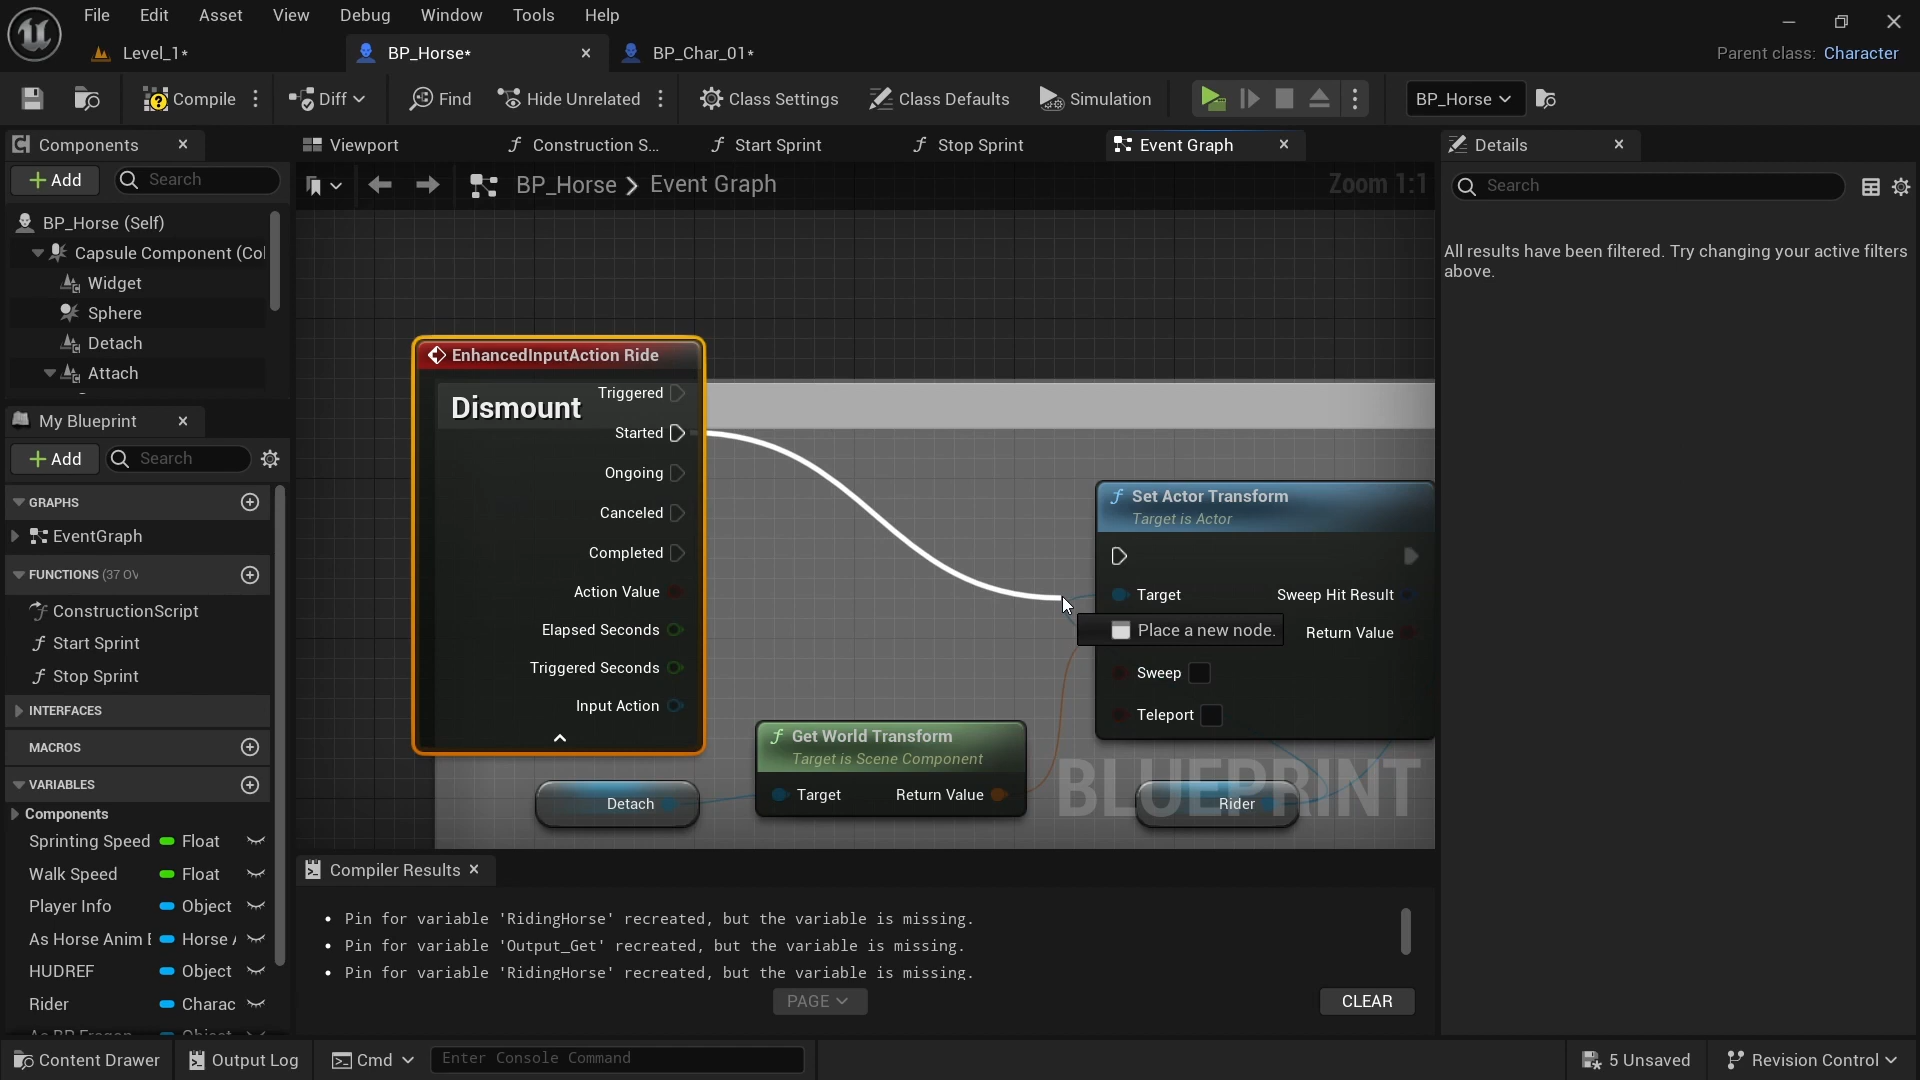 File Edit Asset View Debug Window Tools Help
Level_1* BP_Horse* BP_Char_01* Parent class: Character
Compile Diff Find Hide Unrelated Class Settings Class Defaults Simulation BP_Horse
Components Viewport Construction S... Start Sprint Stop Sprint Event Graph Details
Add Search BP_Horse Event Graph Zoom 1:1 Search
BP_Horse (Self)
Capsule Component (Col
Widget
Sphere
Detach
Attach
All results have been filtered. Try changing your active filters
above.
My Blueprint
Add Search
GRAPHS
EventGraph
FUNCTIONS (37 OV
ConstructionScript
Start Sprint
Stop Sprint
INTERFACES
MACROS
VARIABLES
Components
Sprinting Speed Float
Walk Speed Float
Player Info Object
As Horse Anim Horse
HUDREF Object
Rider Charac
EnhancedInputAction Ride
Dismount
Triggered
Started
Ongoing
Canceled
Completed
Action Value
Elapsed Seconds
Triggered Seconds
Input Action
Set Actor Transform
Target is Actor
Target Sweep Hit Result
Place a new node. Return Value
Sweep
Teleport
Get World Transform
Target is Scene Component
Target Return Value
Detach
Rider
BLUEPRINT
Compiler Results
• Pin for variable 'RidingHorse' recreated, but the variable is missing.
• Pin for variable 'Output_Get' recreated, but the variable is missing.
• Pin for variable 'RidingHorse' recreated, but the variable is missing.
PAGE CLEAR
Content Drawer Output Log Cmd Enter Console Command 5 Unsaved Revision Control